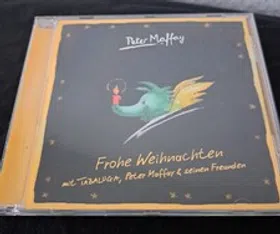 Peter Maffay
Frohe Weihnachten
mit TABALUGA, Peter Maffay & seinen Freunden